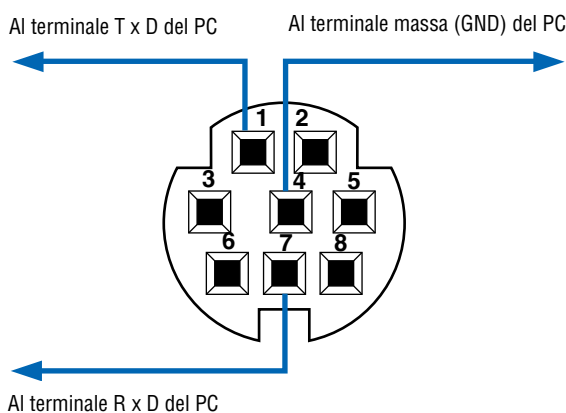 Al terminale T x D del PC
Al terminale massa (GND) del PC
1 2
3 4 5
6 7 8
Al terminale R x D del PC